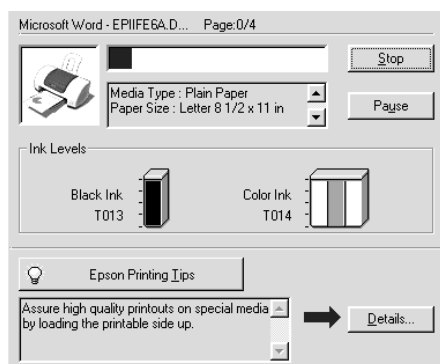 Microsoft Word - EPIIFE6A.D... Page:0/4
Stop
Media Type : Plain Paper
Paper Size : Letter 8 1/2 x 11 in
Pause
Ink Levels
Black Ink
T013
Color Ink
T014
Epson Printing Tips
Assure high quality printouts on special media
by loading the printable side up.
Details...